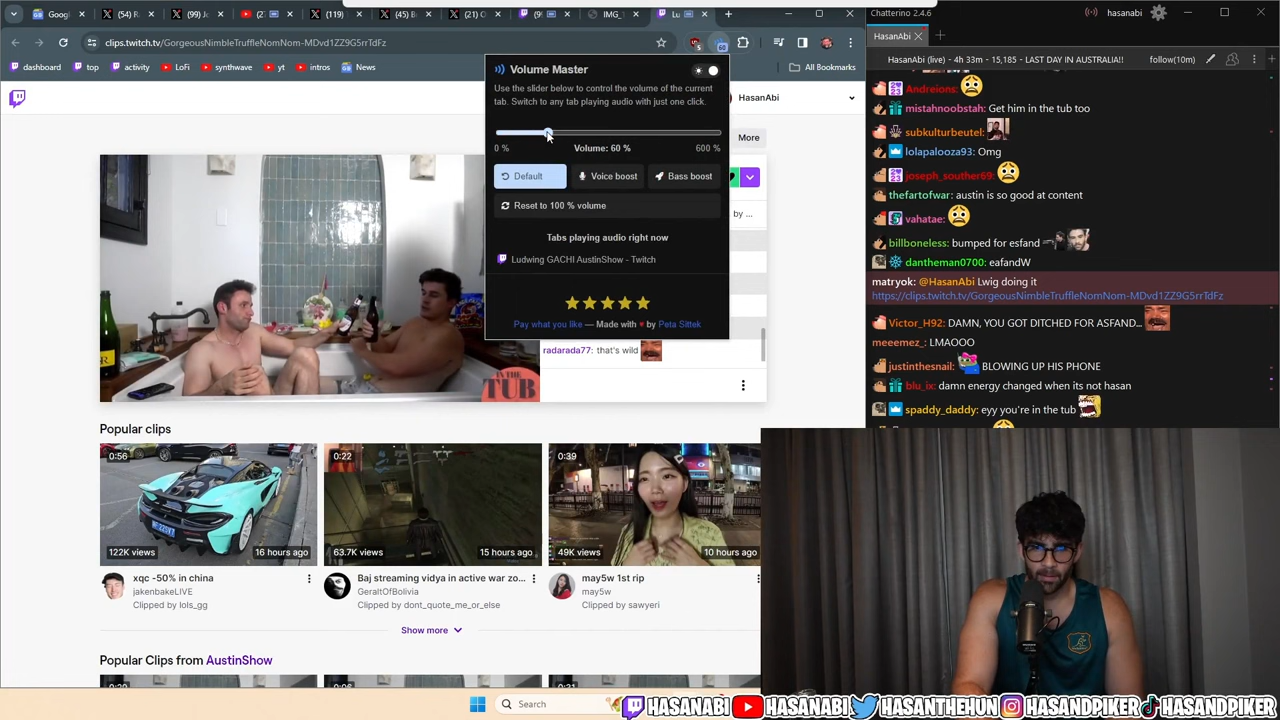 (27)
(119)
(45) B
(21) O
(9
IMG_1
Lu
clips.twitch.tv/GorgeousNimbleTruffleNomNom-MDvd1ZZ9G5rrTdFz
dashboard
top
activity
LoFi
synthwave
yt
intros
News
All Bookmarks
Volume Master
Use the slider below to control the volume of the current
tab. Switch to any tab playing audio with just one click.
0 %
Volume: 60 %
600 %
Default
Voice boost
Bass boost
Reset to 100 % volume
Tabs playing audio right now
Ludwing GACHI AustinShow - Twitch
Pay what you like — Made with ♥ by Peta Sittek
HasanAbi
More
by ...
radarada77: that's wild
IN THE
TUB
Popular clips
0:56
122K views
16 hours ago
xqc -50% in china
jakenbakeLIVE
Clipped by lols_gg
0:22
63.7K views
15 hours ago
Baj streaming vidya in active war zo...
GeraltOfBolivia
Clipped by dont_quote_me_or_else
0:39
49K views
10 hours ago
may5w 1st rip
may5w
Clipped by sawyeri
Show more
Popular Clips from AustinShow
Search
Chatterino 2.4.6
hasanabi
HasanAbi
HasanAbi (live) - 4h 33m - 15,185 - LAST DAY IN AUSTRALIA!!
follow(10m)
Andreions:
mistahnoobstah: Get him in the tub too
subkulturbeutel:
lolapalooza93: Omg
joseph_souther69:
thefartofwar: austin is so good at content
vahatae:
billboneless: bumped for esfand
dantheman0700: eafandW
matryok: @HasanAbi Lwig doing it
https://clips.twitch.tv/GorgeousNimbleTruffleNomNom-MDvd1ZZ9G5rrTdFz
Victor_H92: DAMN, YOU GOT DITCHED FOR ASFAND...
meeemez_: LMAOOO
justinthesnail: BLOWING UP HIS PHONE
blu_ix: damn energy changed when its not hasan
spaddy_daddy: eyy you're in the tub
HASANABI
HASANABI
HASANTHEHUN
HASANDPIKER
HASANDPIKER